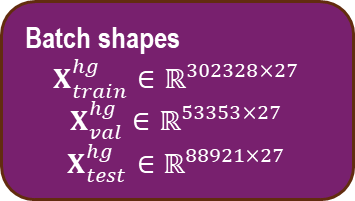 Batch shapes
𝐗^{hg}_{train} ∈ ℝ^{302328×27}
𝐗^{hg}_{val} ∈ ℝ^{53353×27}
𝐗^{hg}_{test} ∈ ℝ^{88921×27}